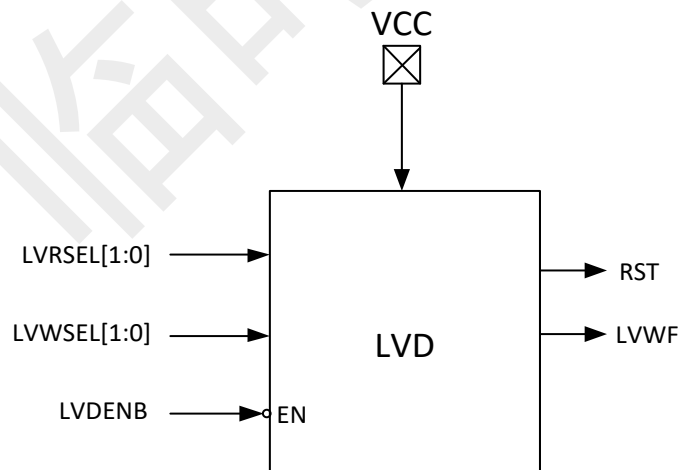 VCC
LVRSEL[1:0]
RST
LVWSEL[1:0]
LVD
LVWF
LVDENB
EN